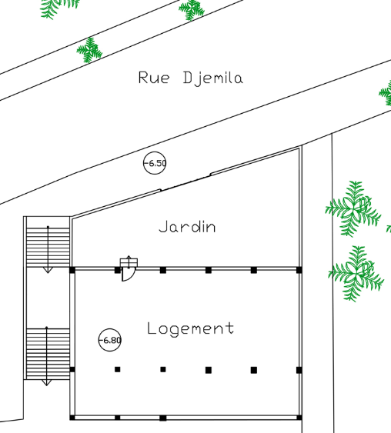 Rue Djemila
-6.50
Jardin
Logement
-6.80